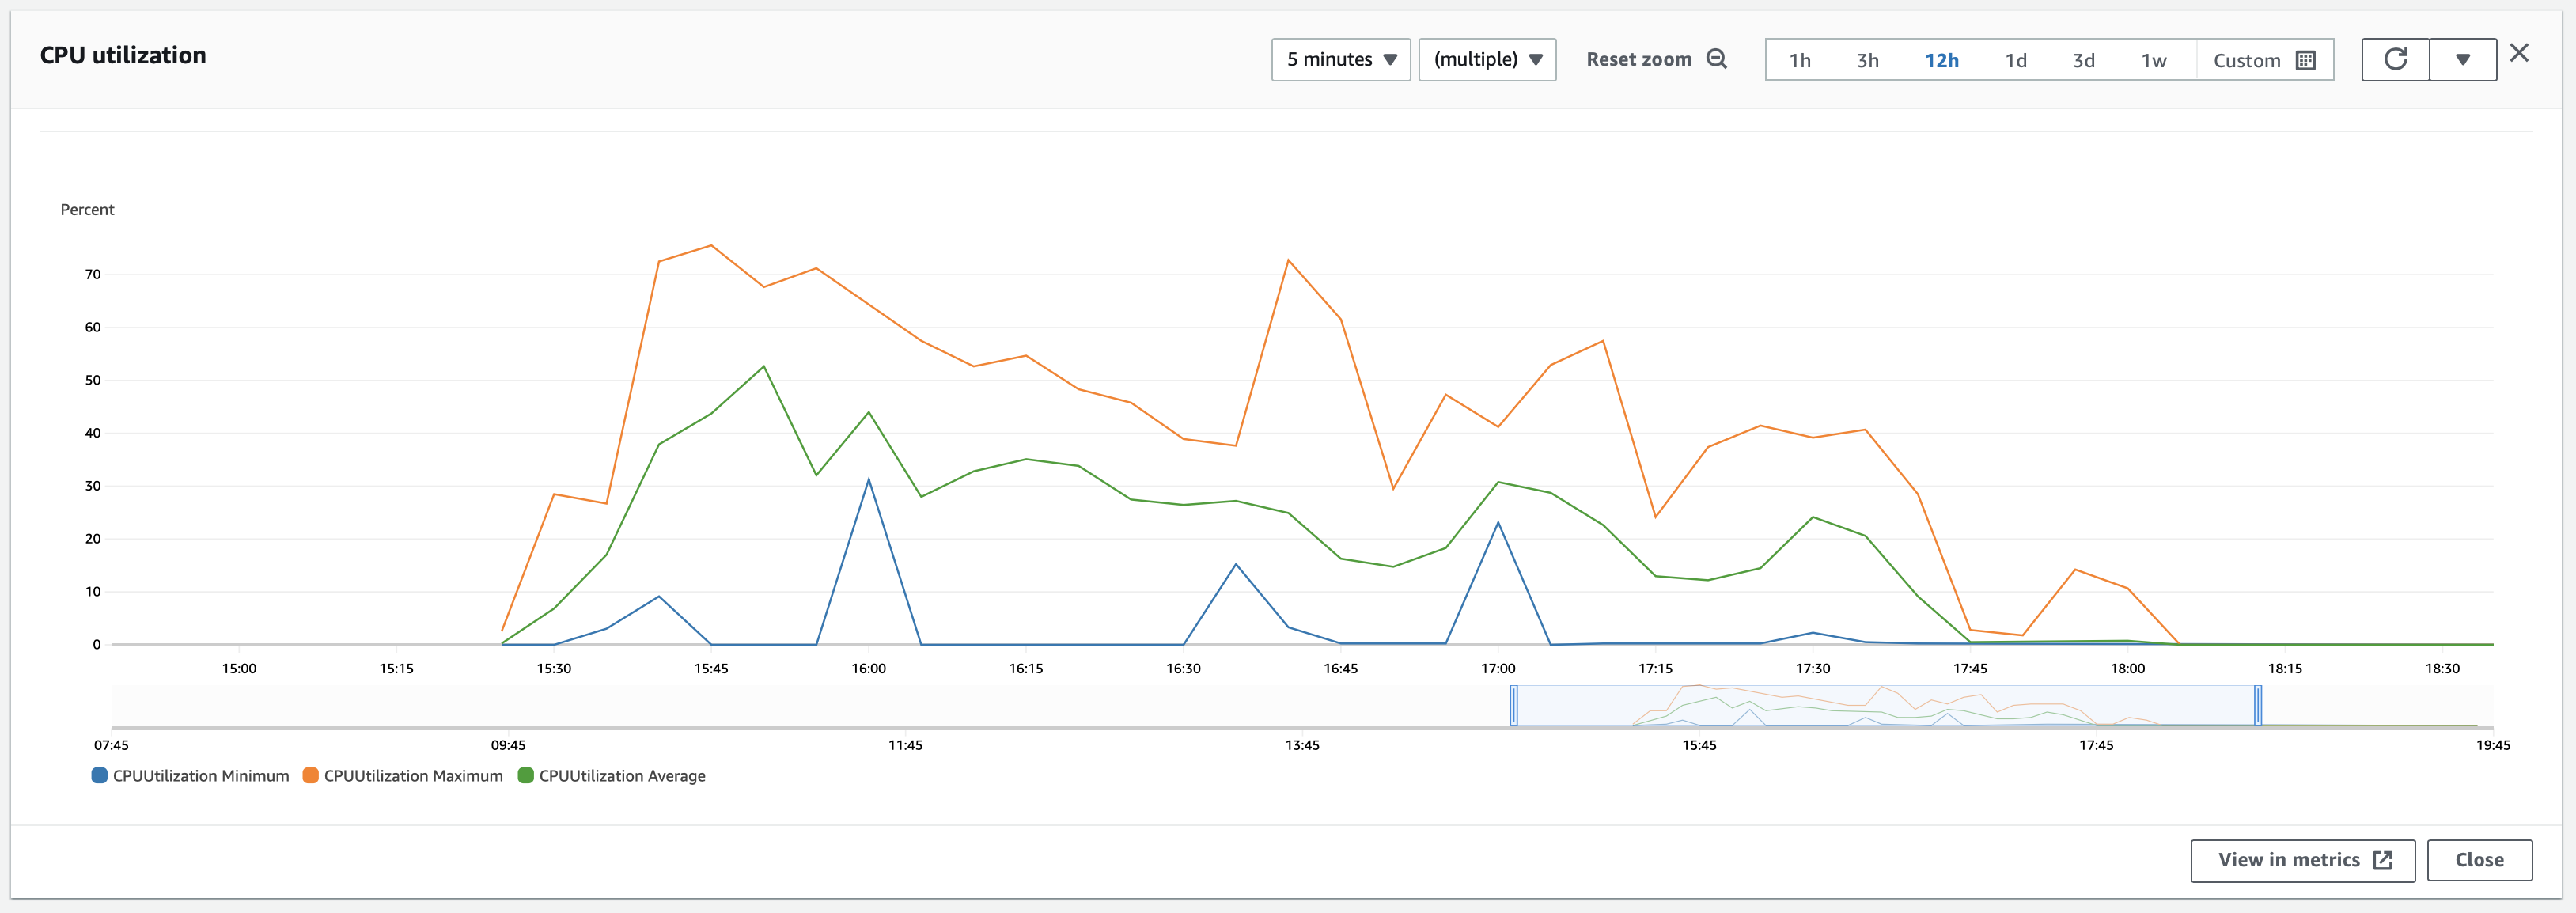 CPU utilization
5 minutes
(multiple)
Reset zoom
1h 3h 12h 1d 3d 1w Custom
Percent
70
60
50
40
30
20
10
0
15:00 15:15 15:30 15:45 16:00 16:15 16:30 16:45 17:00 17:15 17:30 17:45 18:00 18:15 18:30
07:45 09:45 11:45 13:45 15:45 17:45 19:45
CPUUtilization Minimum CPUUtilization Maximum CPUUtilization Average
View in metrics
Close